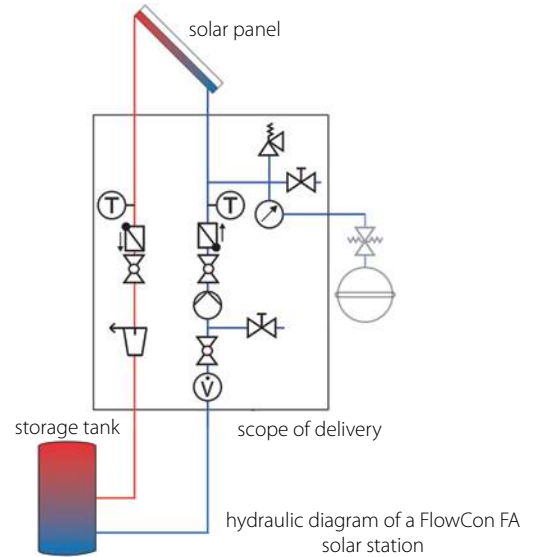 solar panel
T
T
V̇
storage tank
scope of delivery
hydraulic diagram of a FlowCon FA
solar station